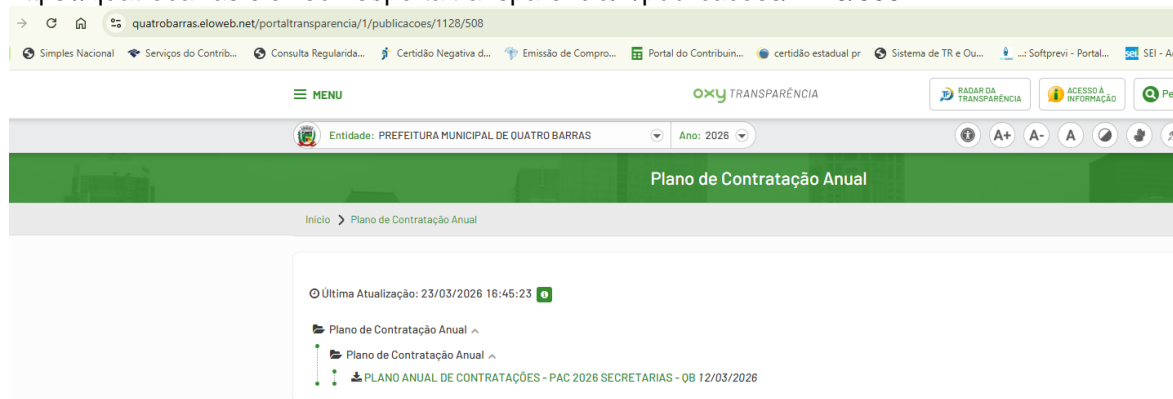 quatrobarras.eloweb.net/portaltransparencia/1/publicacoes/1128/508
Simples Nacional Serviços do Contrib... Consulta Regularida... Certidão Negativa d... Emissão de Compro... Portal do Contribuin... certidão estadual pr Sistema de TR e Ou... ...: Softprevi - Portal... SEI - A
MENU OXY TRANSPARÊNCIA RADAR DA TRANSPARÊNCIA ACESSO À INFORMAÇÃO Pe
Entidade: PREFEITURA MUNICIPAL DE QUATRO BARRAS Ano: 2026 A+ A- A
Plano de Contratação Anual
Início Plano de Contratação Anual
Última Atualização: 23/03/2026 16:45:23
Plano de Contratação Anual
Plano de Contratação Anual
PLANO ANUAL DE CONTRATAÇÕES - PAC 2026 SECRETARIAS - QB 12/03/2026